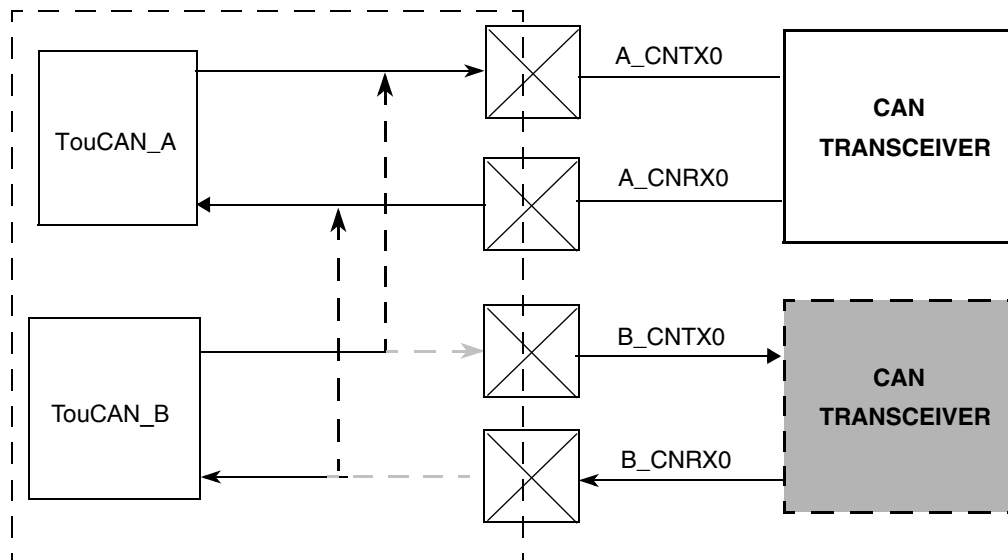 TouCAN_A
A_CNTX0
CAN
TRANSCEIVER
A_CNRX0
TouCAN_B
B_CNTX0
CAN
TRANSCEIVER
B_CNRX0